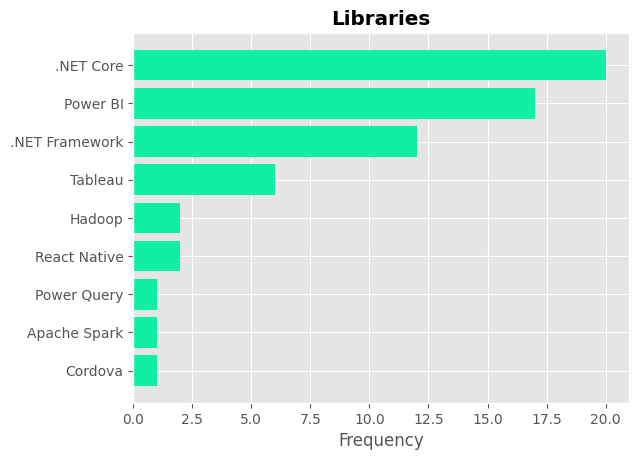 Libraries
.NET Core
Power BI
.NET Framework
Tableau
Hadoop
React Native
Power Query
Apache Spark
Cordova
0.0 2.5 5.0 7.5 10.0 12.5 15.0 17.5 20.0
Frequency